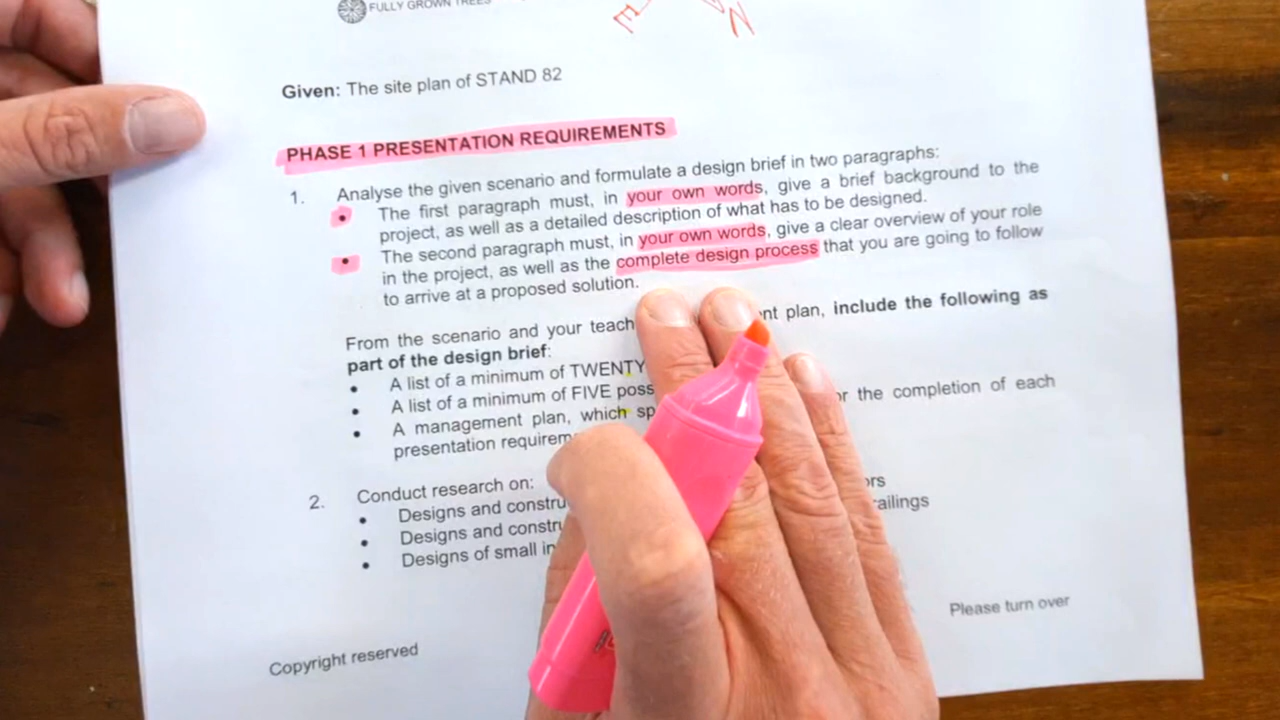 FULLY GROWN TREES
E
N
Given: The site plan of STAND 82
PHASE 1 PRESENTATION REQUIREMENTS
1. Analyse the given scenario and formulate a design brief in two paragraphs:
• The first paragraph must, in your own words, give a brief background to the
project, as well as a detailed description of what has to be designed.
• The second paragraph must, in your own words, give a clear overview of your role
in the project, as well as the complete design process that you are going to follow
to arrive at a proposed solution.
From the scenario and your teach nt plan, include the following as
part of the design brief:
• A list of a minimum of TWENTY
• A list of a minimum of FIVE poss
• A management plan, which sp or the completion of each
presentation requirem
2. Conduct research on:
• Designs and constru ors
• Designs and constr railings
• Designs of small in
Please turn over
Copyright reserved